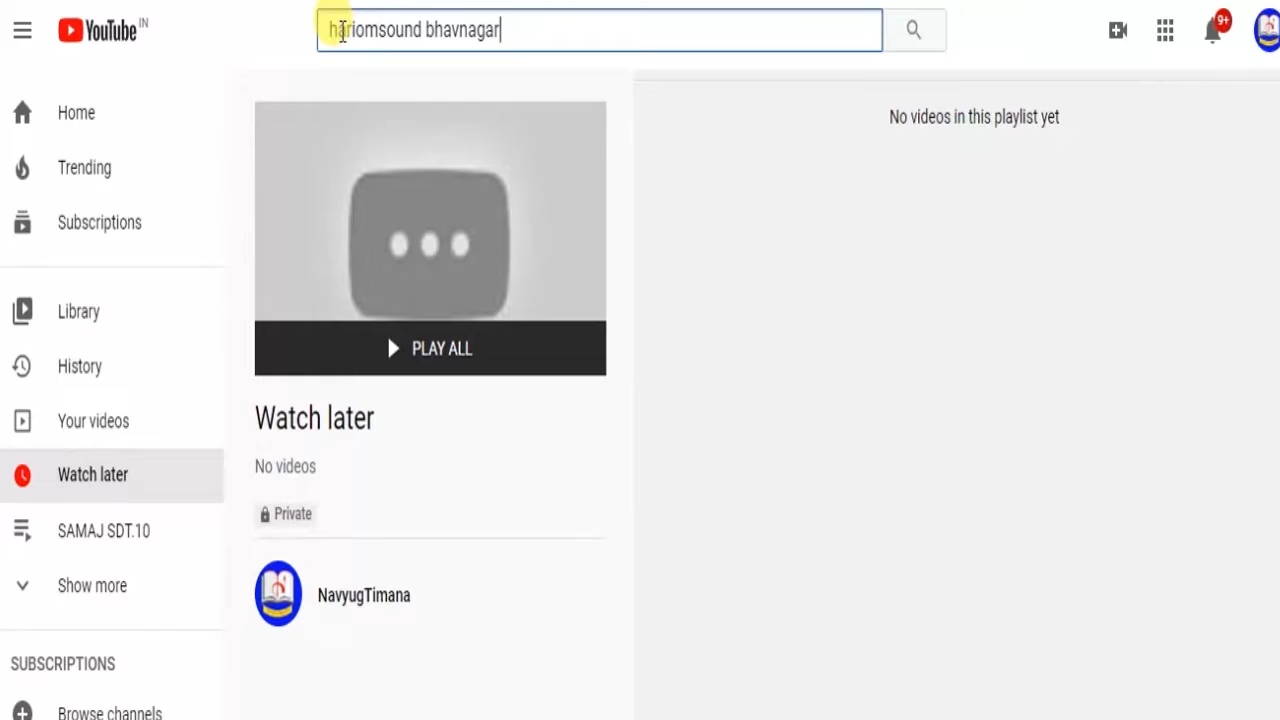 YouTube IN
hariomsound bhavnagar
9+
Home
Trending
Subscriptions
Library
History
Your videos
Watch later
SAMAJ SDT.10
Show more
SUBSCRIPTIONS
Browse channels
PLAY ALL
Watch later
No videos
Private
NavyugTimana
No videos in this playlist yet